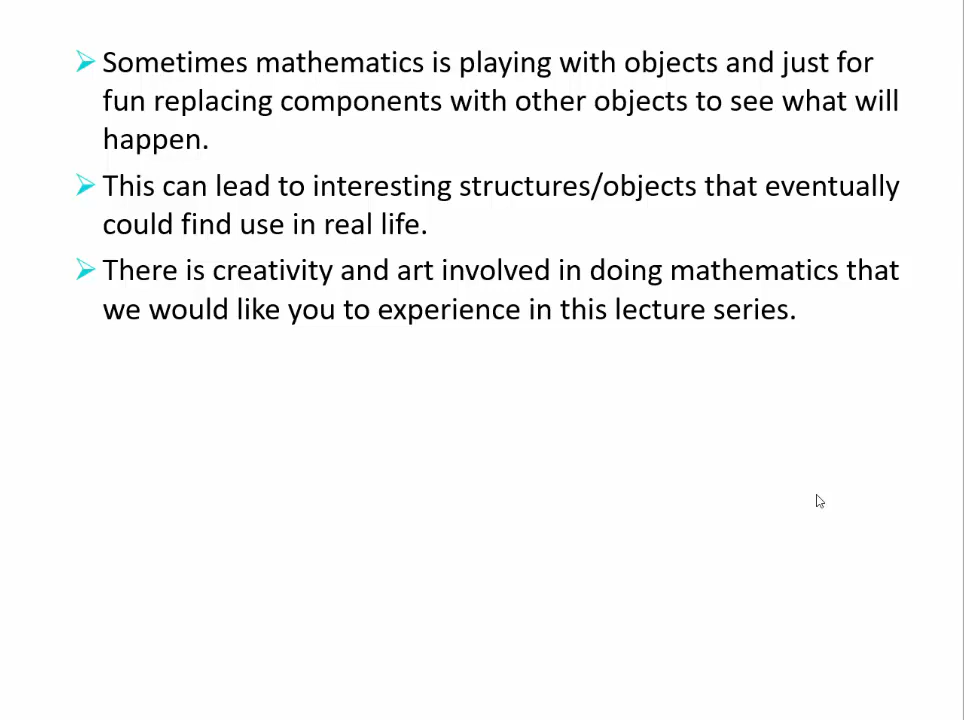 Sometimes mathematics is playing with objects and just for
fun replacing components with other objects to see what will
happen.
This can lead to interesting structures/objects that eventually
could find use in real life.
There is creativity and art involved in doing mathematics that
we would like you to experience in this lecture series.